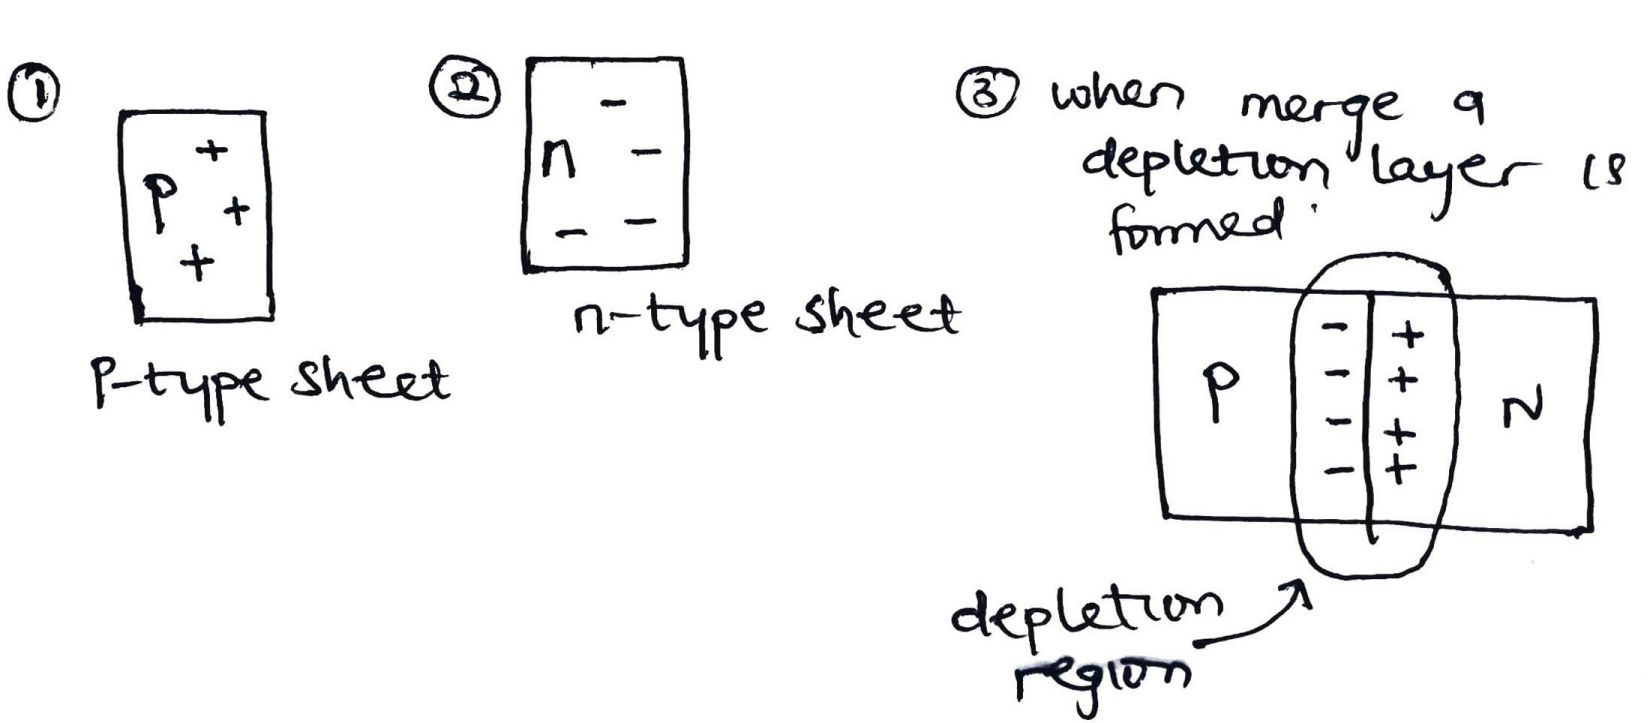 ①
P
+
+
+
P-type sheet
②
n
−
−
−
−
n-type sheet
③ when merge a
depletion layer is
formed.
P
N
− +
− +
− +
− +
depletion
region